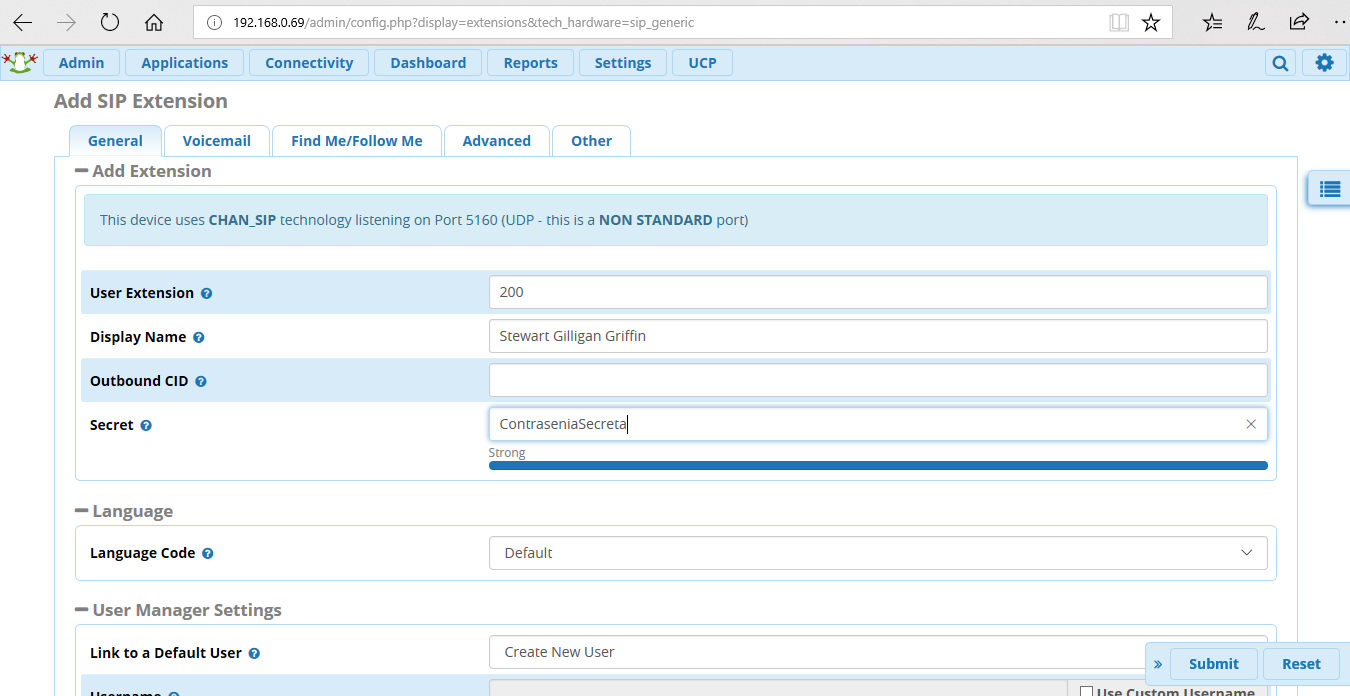 192.168.0.69/admin/config.php?display=extensions&tech_hardware=sip_generic
Admin Applications Connectivity Dashboard Reports Settings UCP
Add SIP Extension
General Voicemail Find Me/Follow Me Advanced Other
Add Extension
This device uses CHAN_SIP technology listening on Port 5160 (UDP - this is a NON STANDARD port)
User Extension 200
Display Name Stewart Gilligan Griffin
Outbound CID
Secret ContraseniaSecreta
Strong
Language
Language Code Default
User Manager Settings
Link to a Default User Create New User
» Submit Reset
Username Use Custom Username